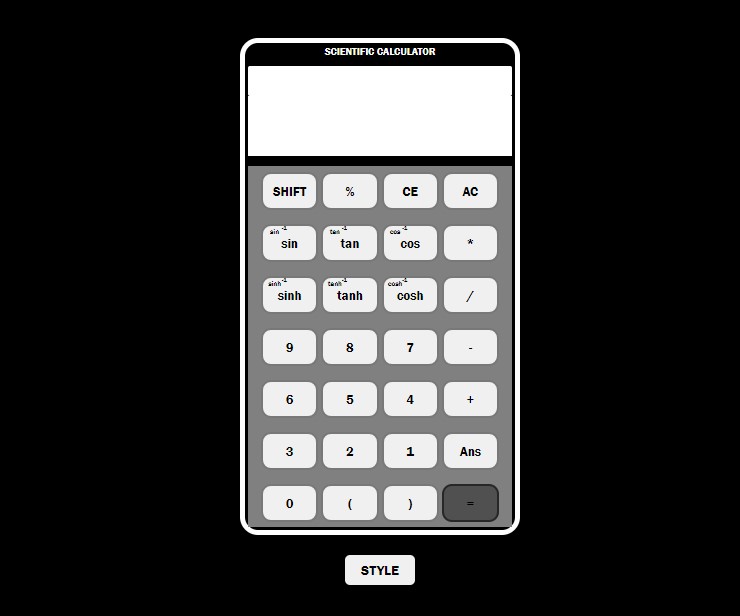 SCIENTIFIC CALCULATOR
SHIFT % CE AC
sin -1 tan -1 cos -1
sin tan cos *
sinh -1 tanh -1 cosh -1
sinh tanh cosh /
9 8 7 -
6 5 4 +
3 2 1 Ans
0 ( ) =
STYLE